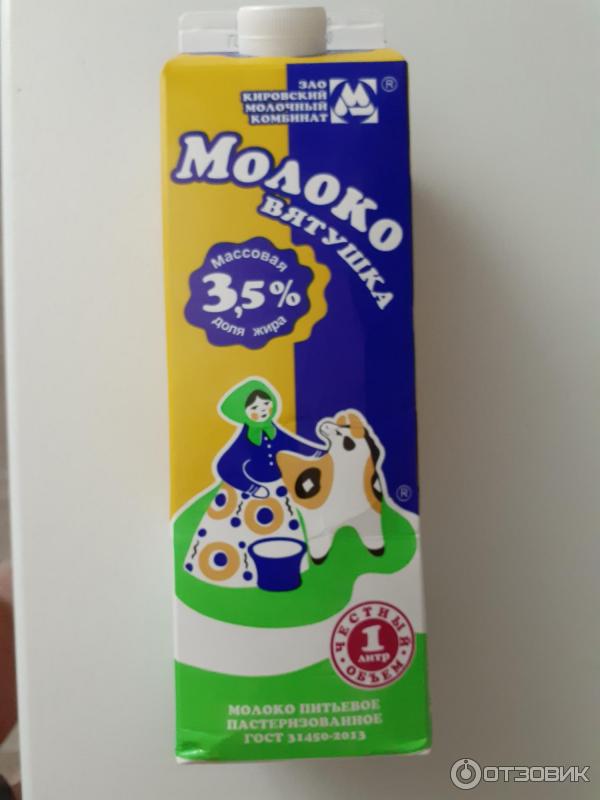 ЗАО
КИРОВСКИЙ
МОЛОЧНЫЙ
КОМБИНАТ
®
МОЛОКО
ВЯТУШКА
Массовая
3,5%
доля жира
®
ЧЕСТНЫЙ
1
ЛИТР
ОБЪЕМ
МОЛОКО ПИТЬЕВОЕ
ПАСТЕРИЗОВАННОЕ
ГОСТ 31450-2013
ОТЗОВИК